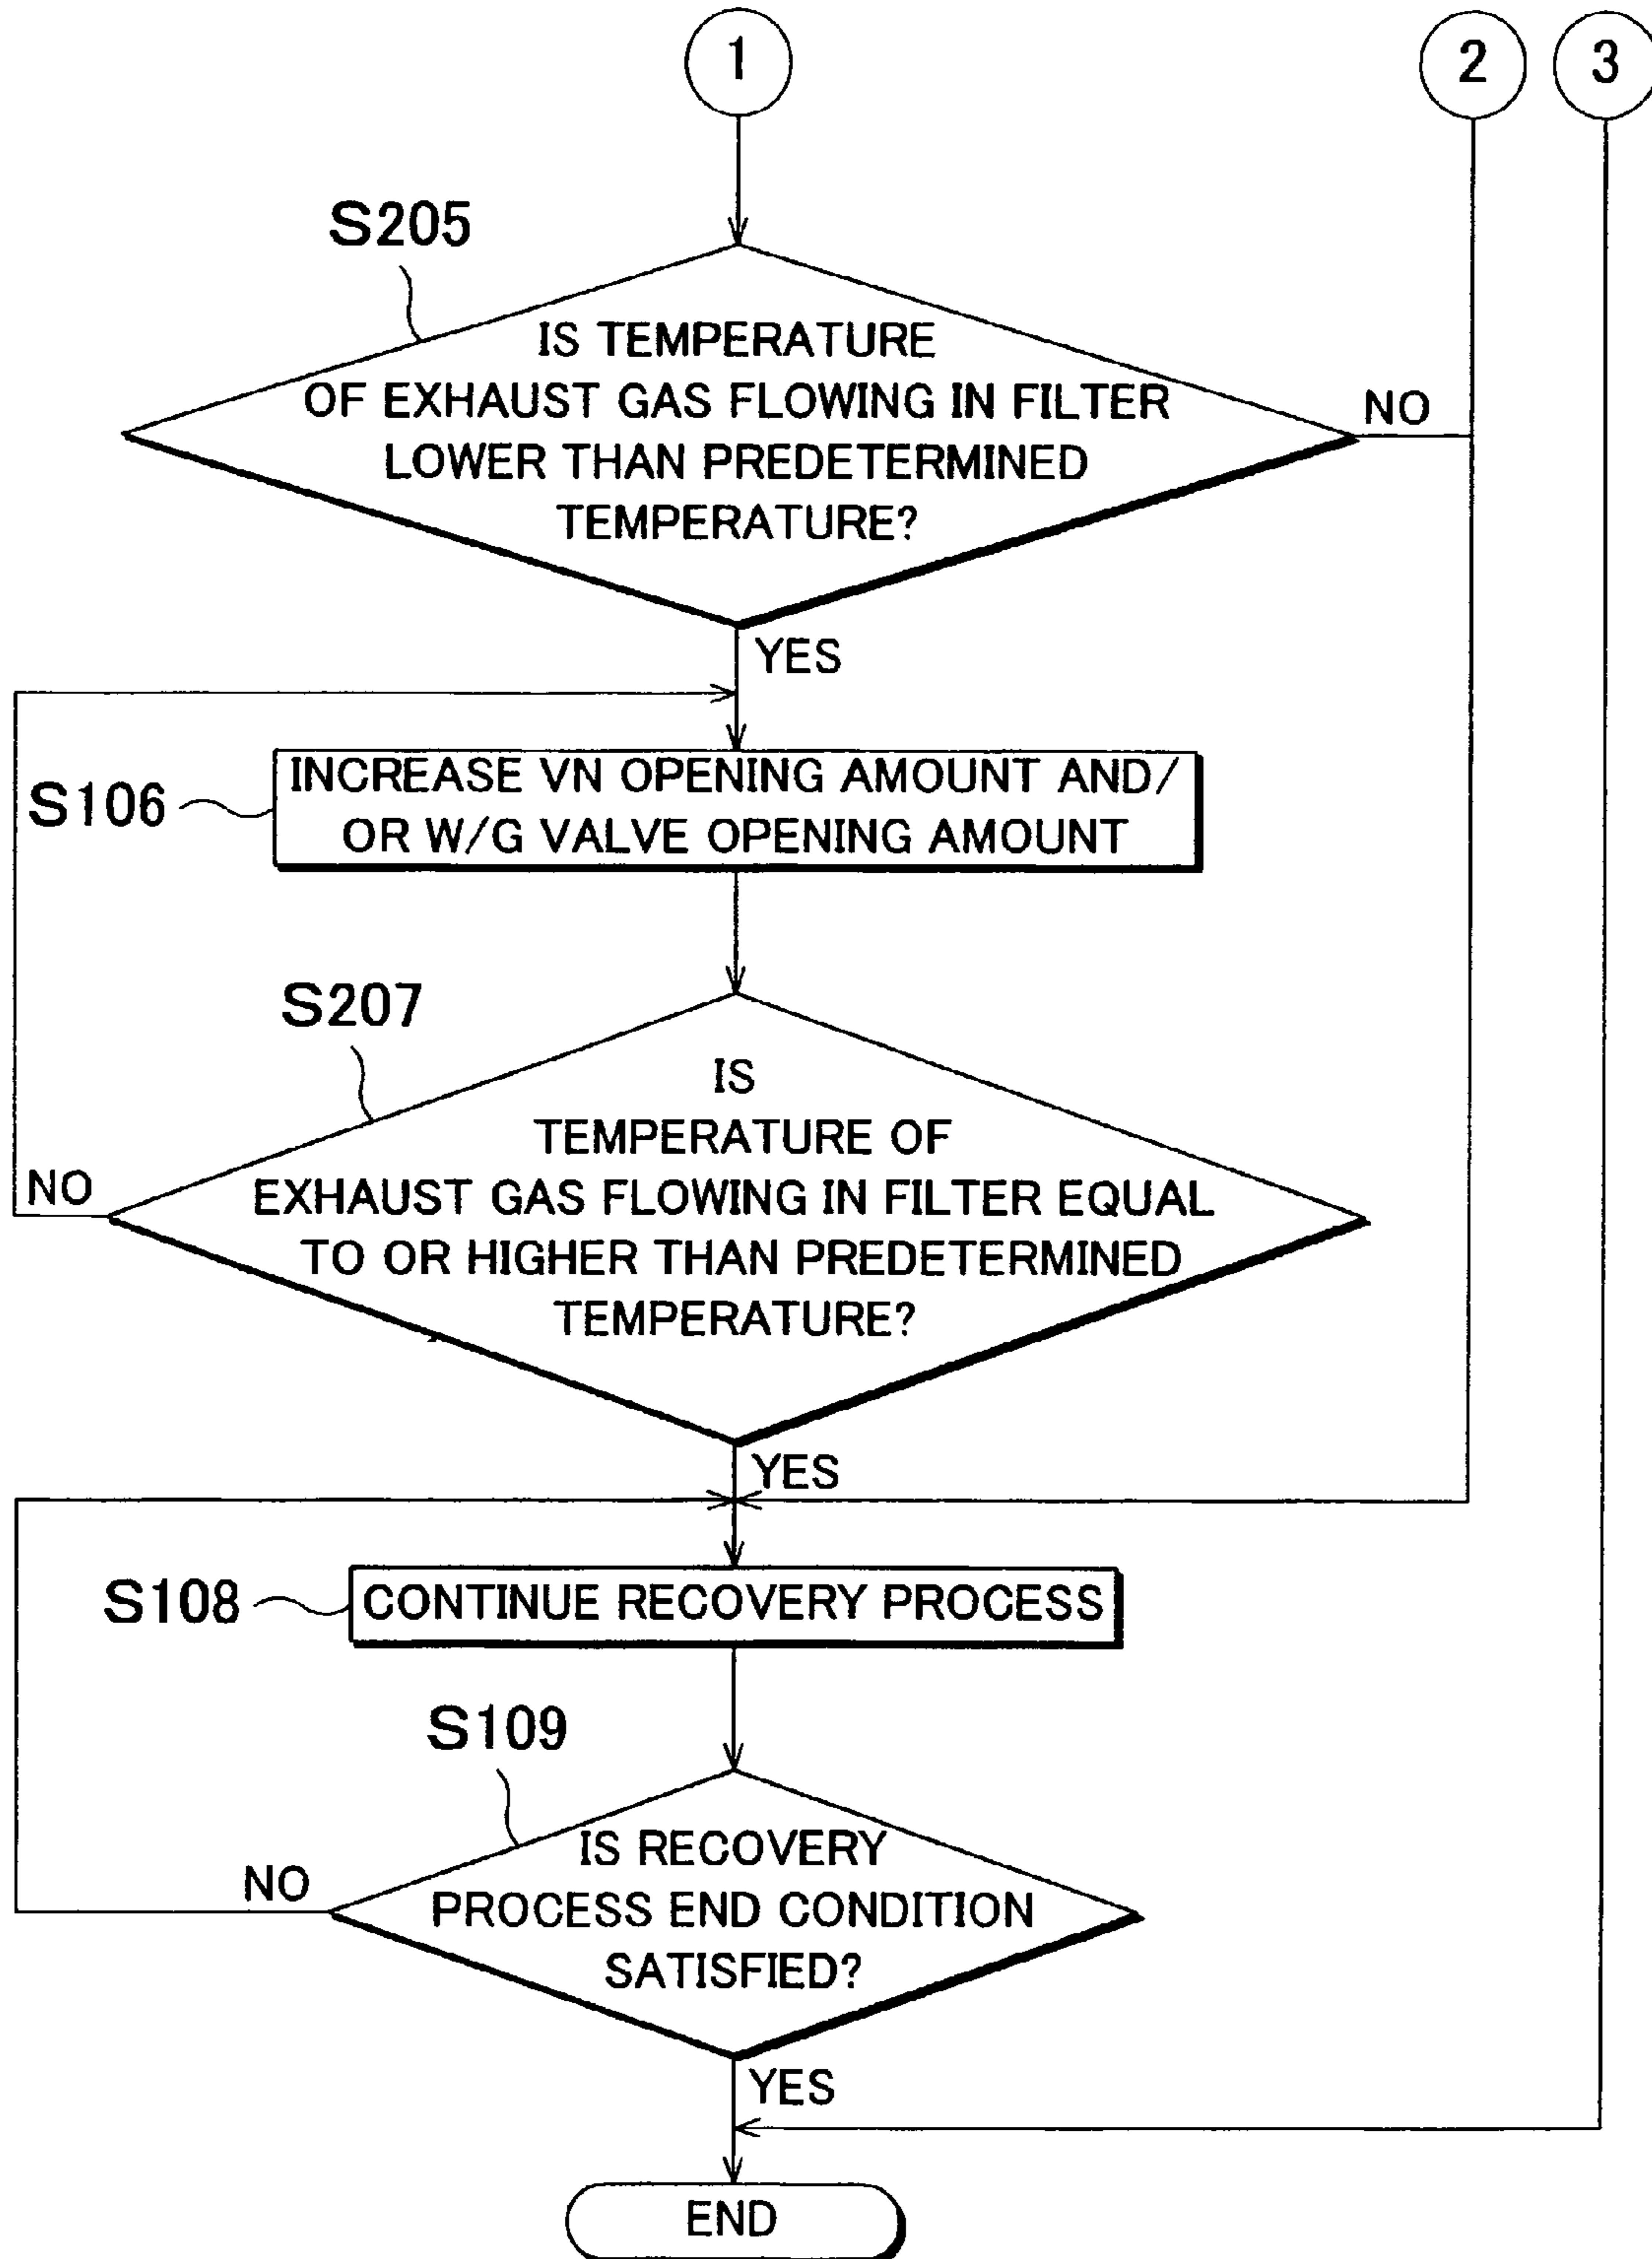 1
2
3
S205
IS TEMPERATURE
OF EXHAUST GAS FLOWING IN FILTER
LOWER THAN PREDETERMINED
TEMPERATURE?
NO
YES
S106
INCREASE VN OPENING AMOUNT AND/
OR W/G VALVE OPENING AMOUNT
S207
IS
TEMPERATURE OF
EXHAUST GAS FLOWING IN FILTER EQUAL
TO OR HIGHER THAN PREDETERMINED
TEMPERATURE?
NO
YES
S108
CONTINUE RECOVERY PROCESS
S109
IS RECOVERY
PROCESS END CONDITION
SATISFIED?
NO
YES
END